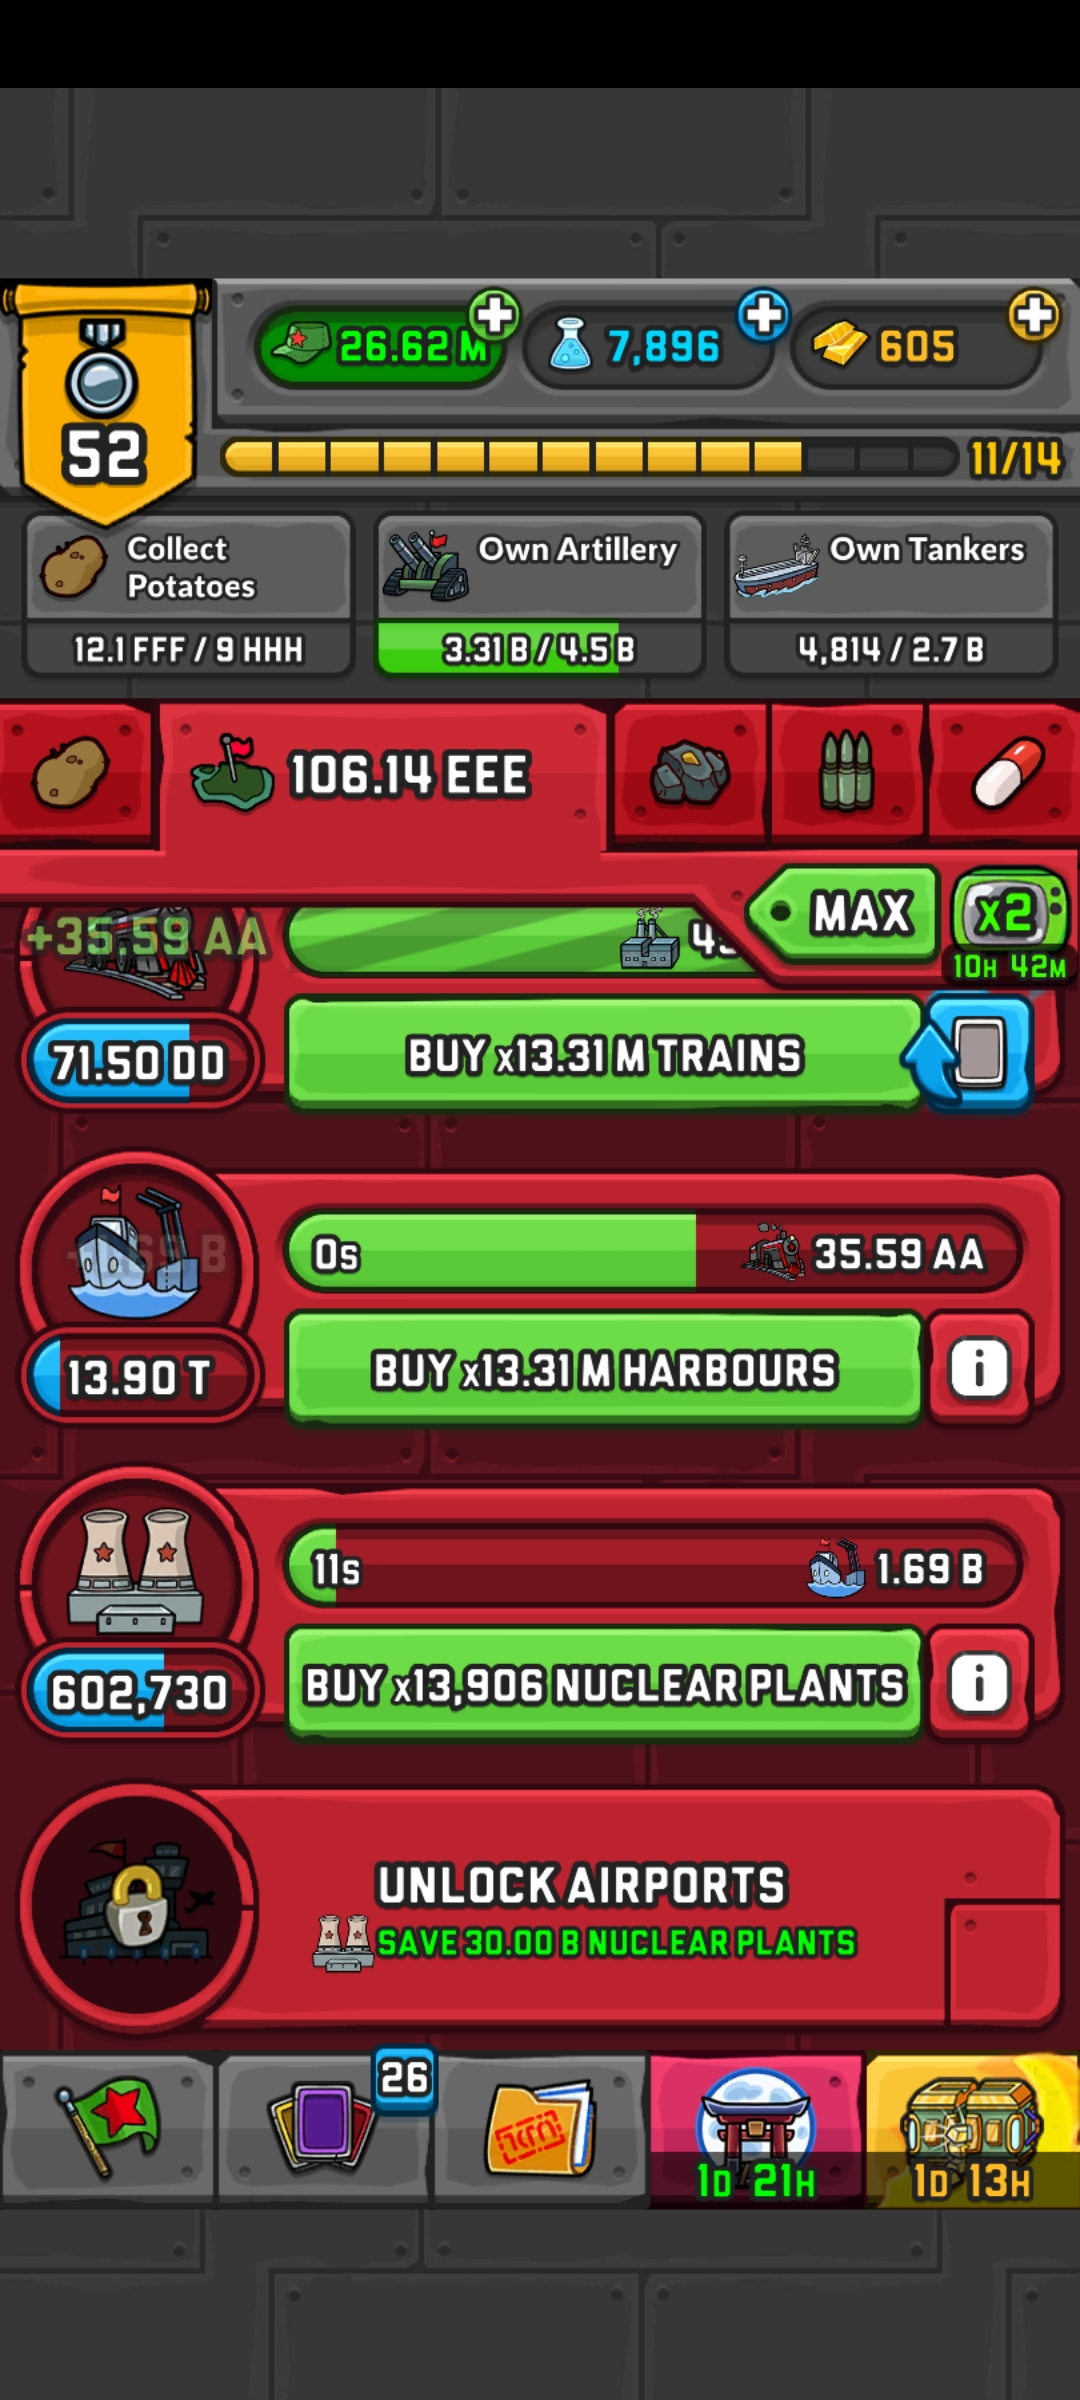 26.62 M
7,896
605
52
11/14
Collect
Potatoes
12.1 FFF / 9 HHH
Own Artillery
3.31 B / 4.5 B
Own Tankers
4,814 / 2.7 B
106.14 EEE
MAX
x2
10H 42M
+35.59 AA
71.50 DD
BUY x13.31 M TRAINS
0s
35.59 AA
13.90 T
BUY x13.31 M HARBOURS
i
11s
1.69 B
602,730
BUY x13,906 NUCLEAR PLANTS
i
UNLOCK AIRPORTS
SAVE 30.00 B NUCLEAR PLANTS
26
1D 21H
1D 13H